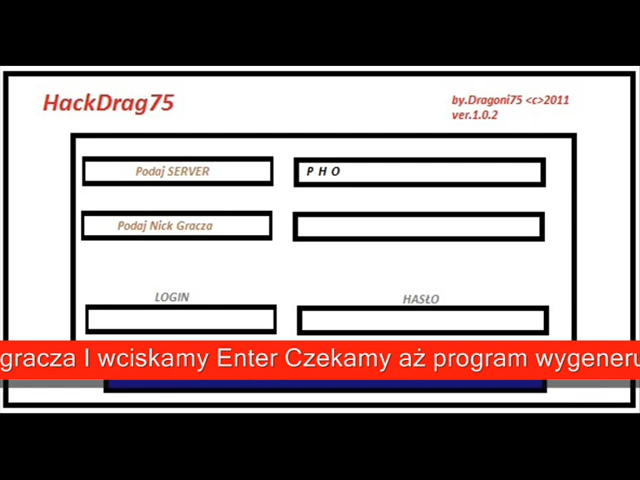 HackDrag75
by.Dragoni75 <c>2011
ver.1.0.2
Podaj SERVER
P H O
Podaj Nick Gracza
LOGIN
HASŁO
gracza I wciskamy Enter Czekamy aż program wygeneru